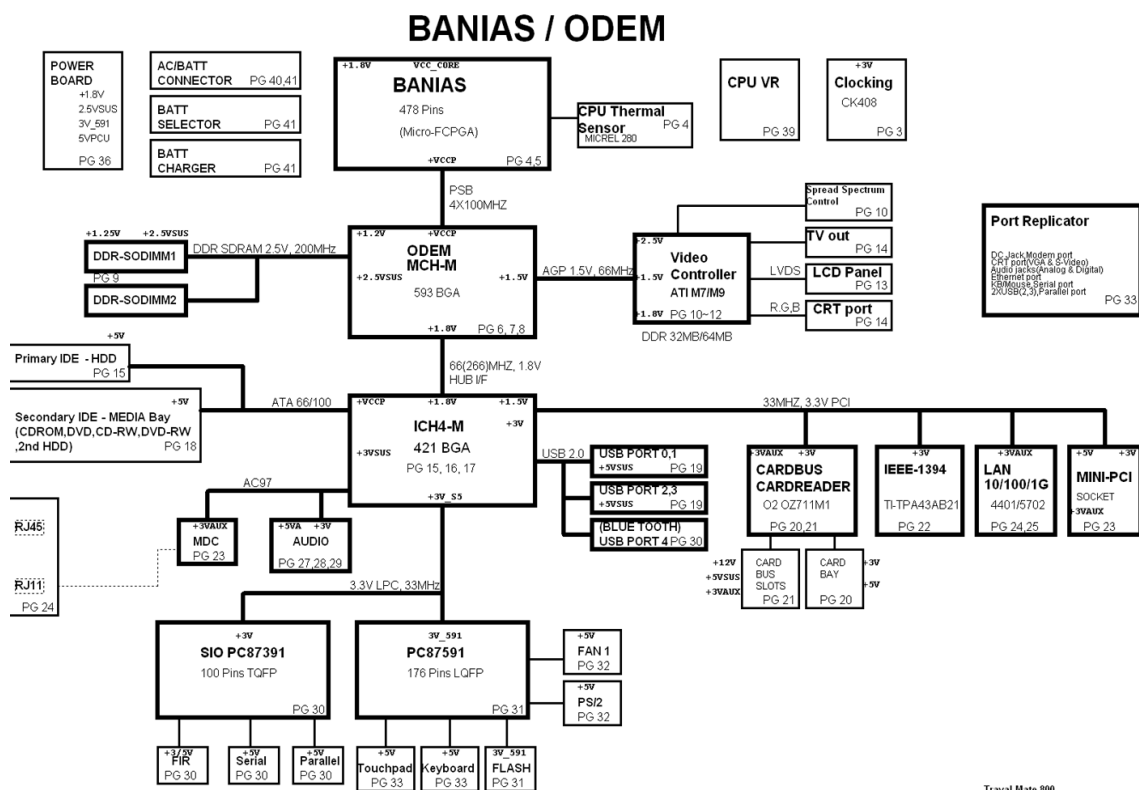 BANIAS / ODEM
POWER
BOARD
+1.8V
2.5VSUS
3V_591
5VPCU
PG 36
AC/BATT
CONNECTOR PG 40,41
BATT
SELECTOR PG 41
BATT
CHARGER PG 41
+1.8V VCC_CORE
BANIAS
478 Pins
(Micro-FCPGA)
+VCCP PG 4,5
CPU Thermal
Sensor PG 4
MICREL 280
CPU VR
PG 39
+3V
Clocking
CK408
PG 3
PSB
4X100MHZ
Spread Spectrum
Control
PG 10
TV out
PG 14
LVDS
LCD Panel
PG 13
R.G,B
CRT port
PG 14
Port Replicator
DC Jack,Modem port
CRT port(VGA & S-Video)
Audio jacks(Analog & Digital)
Ethernet port
KB/Mouse,Serial port
2XUSB(2,3),Parallel port
PG 33
+1.25V +2.5VSUS
DDR-SODIMM1
PG 9
DDR-SODIMM2
DDR SDRAM 2.5V, 200mHz
+1.2V +VCCP
ODEM
MCH-M
+2.5VSUS +1.5V
593 BGA
+1.8V PG 6, 7,8
AGP 1.5V, 66MHz
+2.5V
Video
Controller
+1.5V
ATI M7/M9
+1.8V PG 10~12
DDR 32MB/64MB
+5V
Primary IDE - HDD
PG 15
+5V
Secondary IDE - MEDIA Bay
(CDROM,DVD,CD-RW,DVD-RW
,2nd HDD) PG 18
ATA 66/100
66(266)MHZ, 1.8V
HUB I/F
+VCCP +1.8V +1.5V
ICH4-M +3V
421 BGA
+3VSUS
PG 15, 16, 17
+3V_S5
33MHZ, 3.3V PCI
USB 2.0
USB PORT 0,1
+5VSUS PG 19
USB PORT 2,3
+5VSUS PG 19
(BLUE TOOTH)
USB PORT 4 PG 30
+3VAUX +3V
CARDBUS
CARDREADER
O2 OZ711M1
PG 20,21
+3V
IEEE-1394
TI-TPA43AB21
PG 22
+3VAUX
LAN
10/100/1G
4401/5702
PG 24,25
+5V +3V
MINI-PCI
SOCKET
+3VAUX
PG 23
+12V
+5VSUS
+3VAUX
CARD
BUS
SLOTS
PG 21
CARD
BAY
PG 20
+3V
+5V
AC97
RJ45
RJ11
PG 24
+3VAUX
MDC
PG 23
+5VA +3V
AUDIO
PG 27,28,29
3.3V LPC, 33MHz
+3V
SIO PC87391
100 Pins TQFP
PG 30
3V_591
PC87591
176 Pins LQFP
PG 31
+5V
FAN 1
PG 32
+5V
PS/2
PG 32
+3/5V
FIR
PG 30
+5V
Serial
PG 30
+5V
Parallel
PG 30
+5V
Touchpad
PG 33
+5V
Keyboard
PG 33
3V_591
FLASH
PG 31
Traval Mate 800